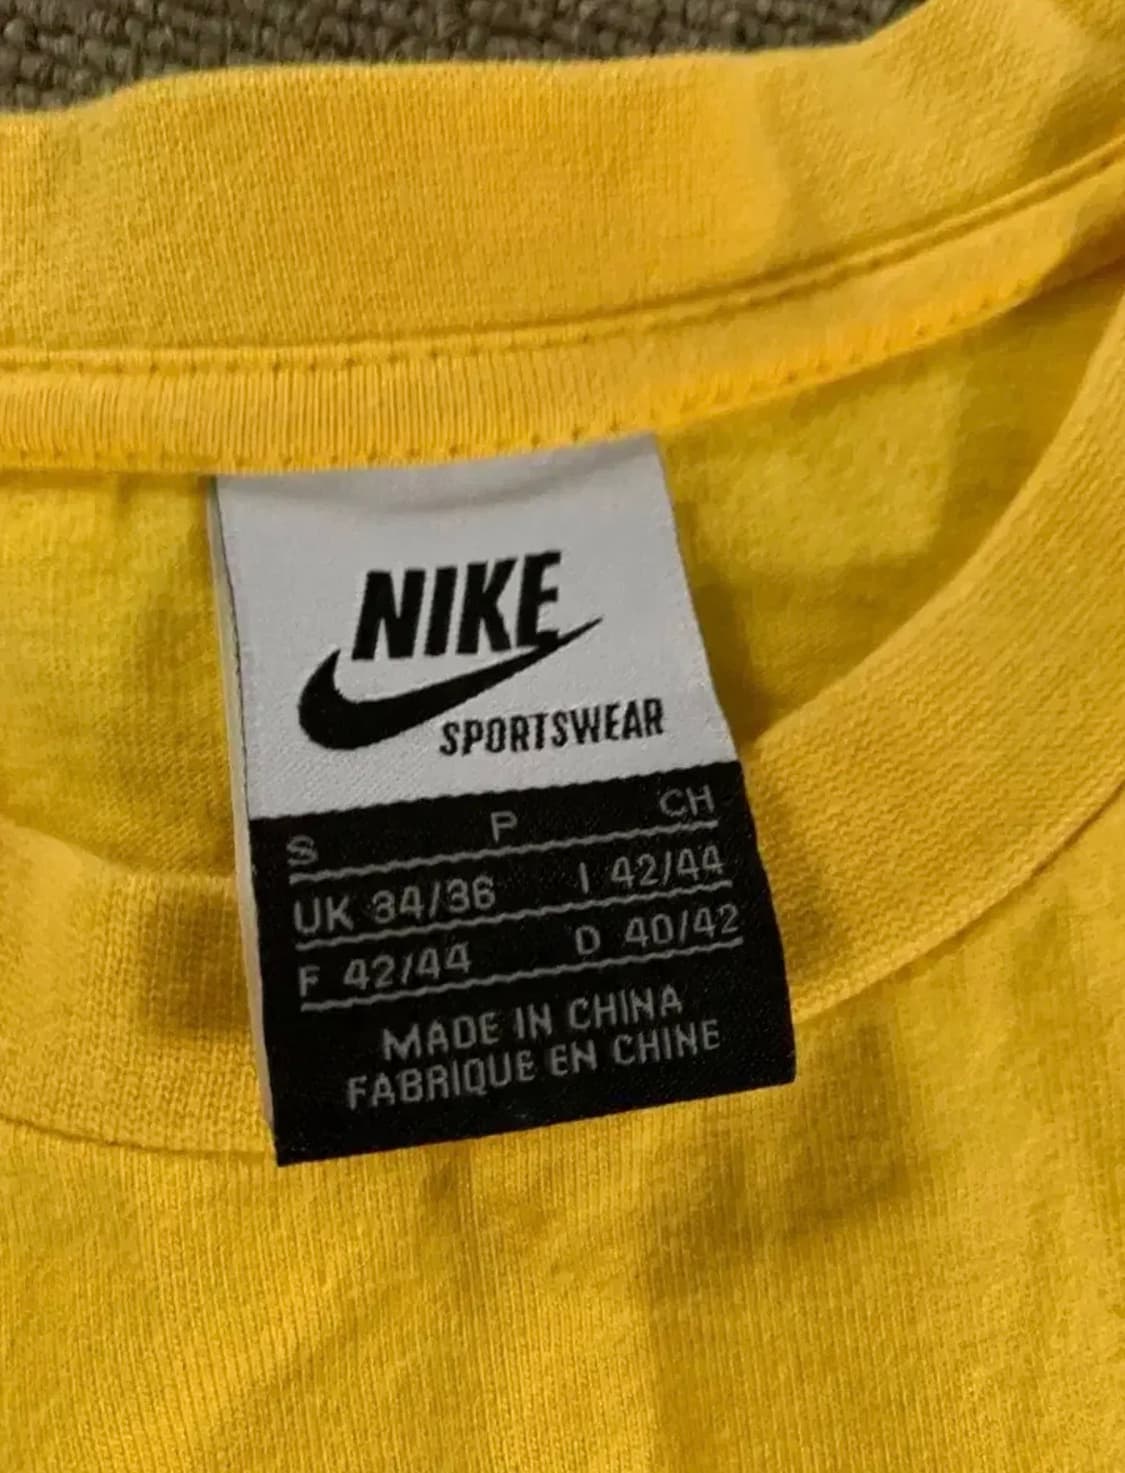 NIKE
SPORTSWEAR
S P CH
UK 34/36 I 42/44
F 42/44 D 40/42
MADE IN CHINA
FABRIQUE EN CHINE